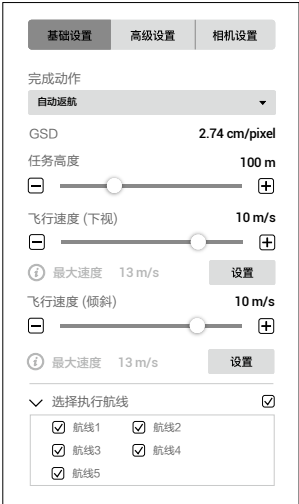 基础设置 高级设置 相机设置
完成动作
自动返航
GSD 2.74 cm/pixel
任务高度 100 m
飞行速度 (下视) 10 m/s
最大速度 13 m/s 设置
飞行速度 (倾斜) 10 m/s
最大速度 13 m/s 设置
选择执行航线
航线1 航线2
航线3 航线4
航线5